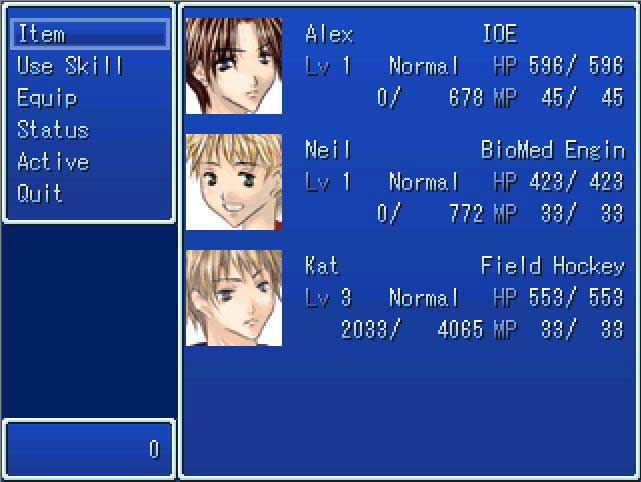 Item
Use Skill
Equip
Status
Active
Quit
0
Alex IOE
Lv 1 Normal HP 596/ 596
0/ 678 MP 45/ 45
Neil BioMed Engin
Lv 1 Normal HP 423/ 423
0/ 772 MP 33/ 33
Kat Field Hockey
Lv 3 Normal HP 553/ 553
2033/ 4065 MP 33/ 33